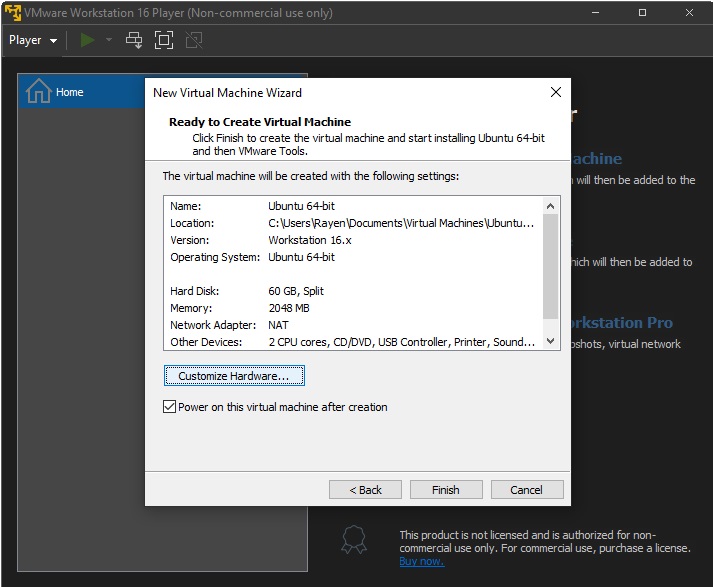 VMware Workstation 16 Player (Non-commercial use only)
Player
Home
New Virtual Machine Wizard
Ready to Create Virtual Machine
Click Finish to create the virtual machine and start installing Ubuntu 64-bit
and then VMware Tools.
The virtual machine will be created with the following settings:
Name: Ubuntu 64-bit
Location: C:\Users\Rayen\Documents\Virtual Machines\Ubuntu...
Version: Workstation 16.x
Operating System: Ubuntu 64-bit
Hard Disk: 60 GB, Split
Memory: 2048 MB
Network Adapter: NAT
Other Devices: 2 CPU cores, CD/DVD, USB Controller, Printer, Sound...
Customize Hardware...
Power on this virtual machine after creation
< Back
Finish
Cancel
r
achine
will then be added to the
hich will then be added to
orkstation Pro
pshots, virtual network
This product is not licensed and is authorized for non-
commercial use only. For commercial use, purchase a license.
Buy now.